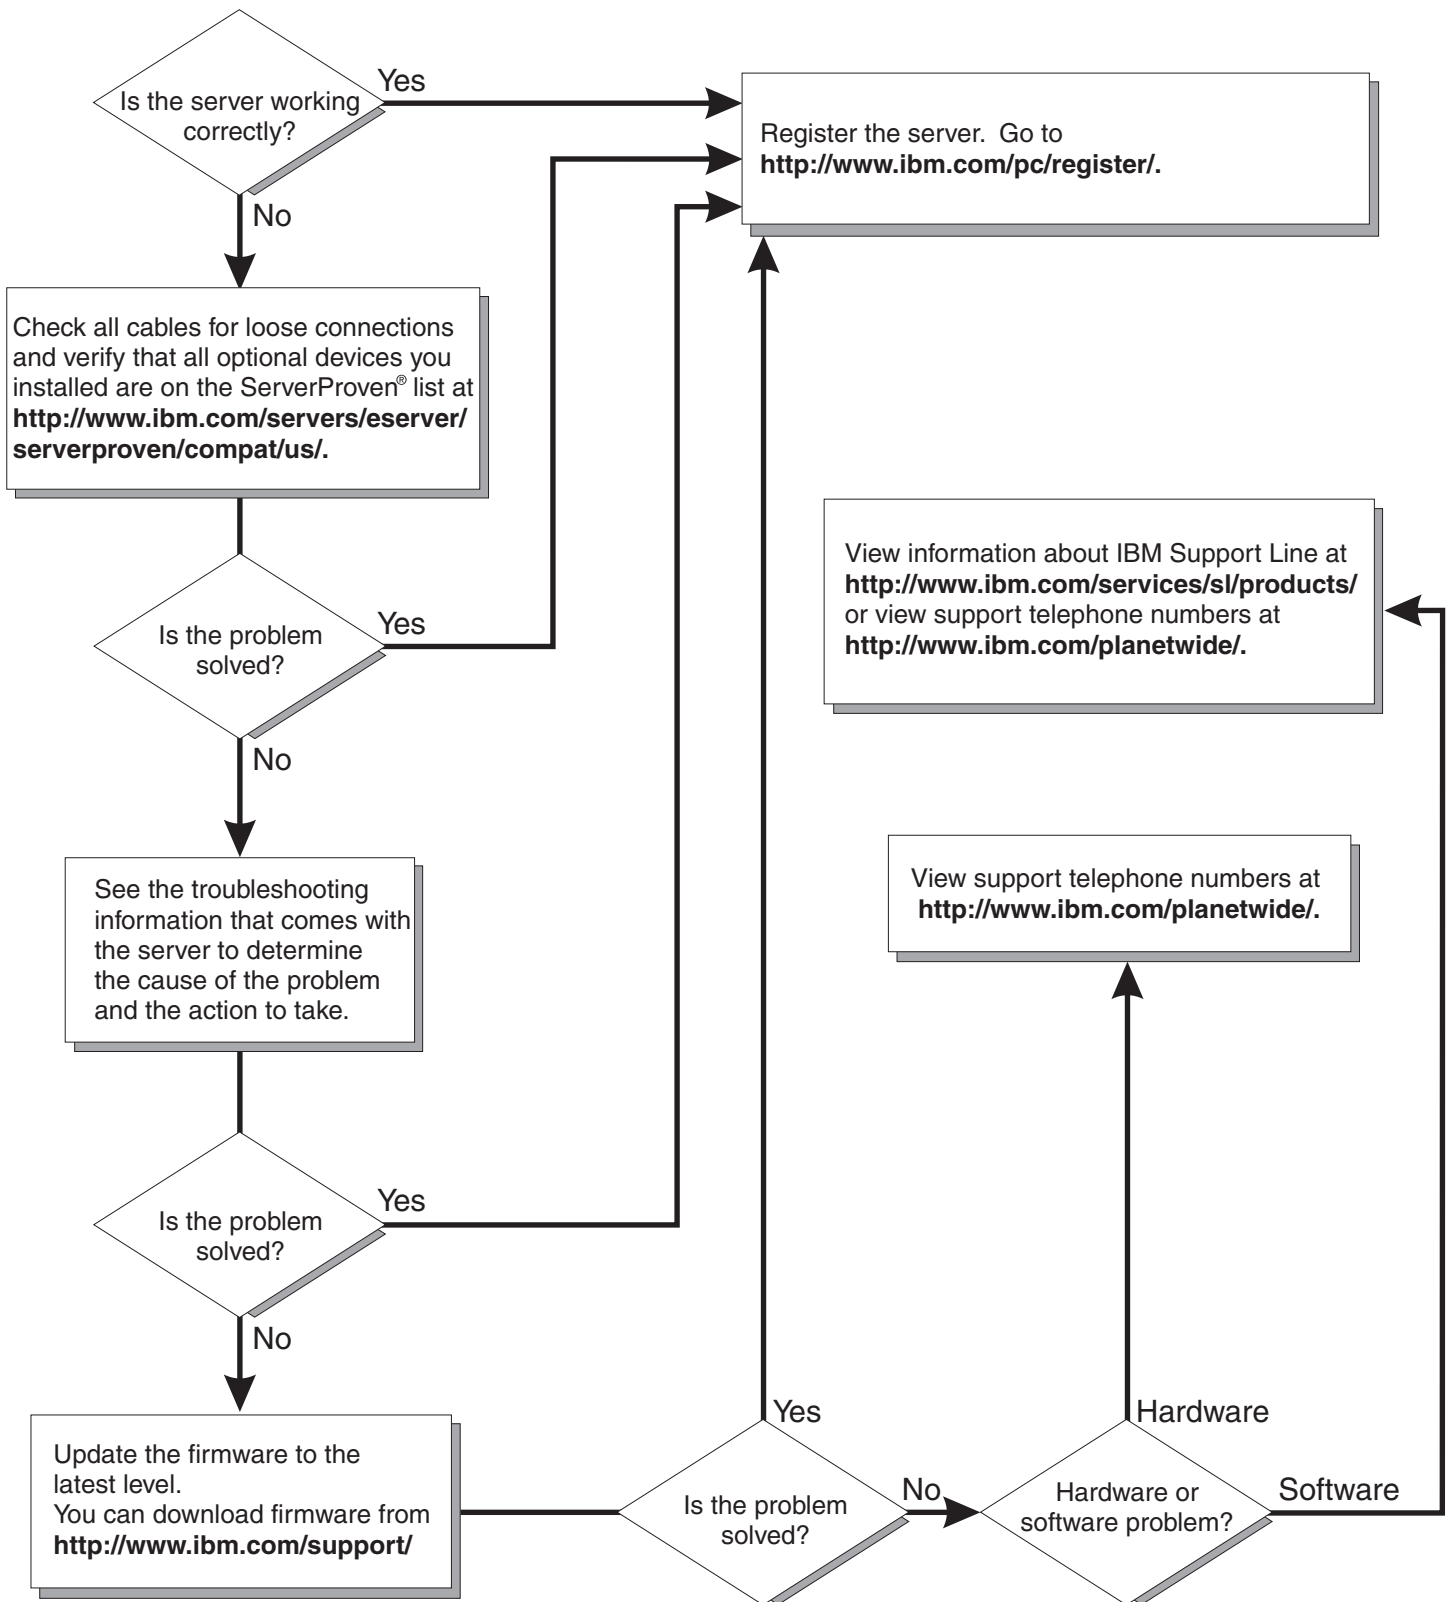 Is the server working
correctly?
Yes
No
Register the server.  Go to
http://www.ibm.com/pc/register/.
Check all cables for loose connections
and verify that all optional devices you
installed are on the ServerProven® list at
http://www.ibm.com/servers/eserver/
serverproven/compat/us/.
Is the problem
solved?
Yes
No
View information about IBM Support Line at
http://www.ibm.com/services/sl/products/
or view support telephone numbers at
http://www.ibm.com/planetwide/.
See the troubleshooting
information that comes with
the server to determine
the cause of the problem
and the action to take.
View support telephone numbers at
http://www.ibm.com/planetwide/.
Is the problem
solved?
Yes
No
Update the firmware to the
latest level.
You can download firmware from
http://www.ibm.com/support/
Is the problem
solved?
Yes
No
Hardware or
software problem?
Hardware
Software